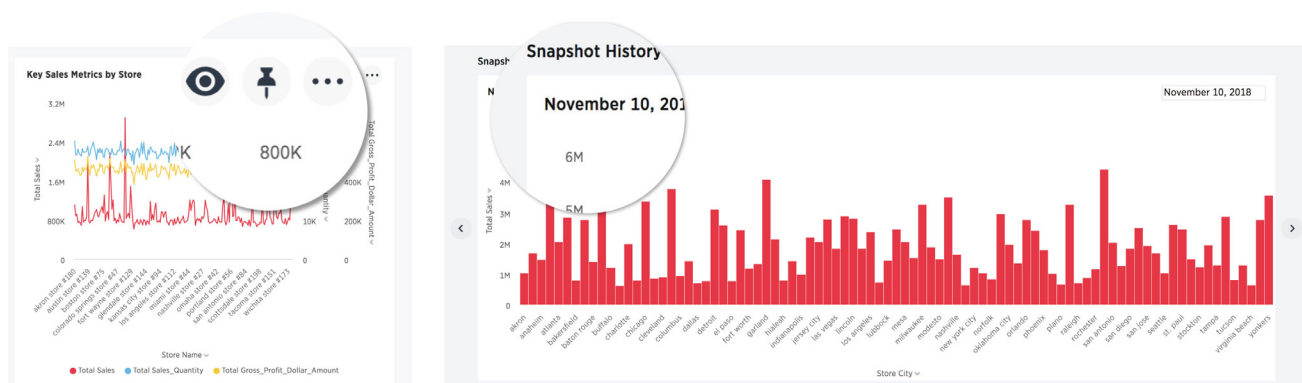 Key Sales Metrics by Store
3.2M
2.4M
1.6M
800K
0
Total Sales
K
800K
10K
0
400K
200K
0
Total Gross_Profit_Dollar_Amount
akron store #180
austin store #139
boston store #75
colorado springs store #47
fort wayne store #129
glendale store #144
kansas city store #94
los angeles store #112
miami store #44
nashville store #27
omaha store #42
portland store #56
san antonio store #84
scottsdale store #198
tacoma store #151
wichita store #173
Store Name
Total Sales
Total Sales_Quantity
Total Gross_Profit_Dollar_Amount
Snapshot History
November 10, 201
November 10, 2018
6M
5M
4M
3M
2M
1M
0
Total Sales
akron
anaheim
atlanta
bakersfield
baton rouge
buffalo
charlotte
chicago
cleveland
columbus
dallas
detroit
el paso
fort worth
garland
hialeah
indianapolis
jersey city
las vegas
lincoln
los angeles
lubbock
mesa
milwaukee
modesto
nashville
new york city
norfolk
oklahoma city
orlando
phoenix
plano
raleigh
rochester
san antonio
san diego
san jose
seattle
st. paul
stockton
tampa
tucson
virginia beach
yonkers
Store City